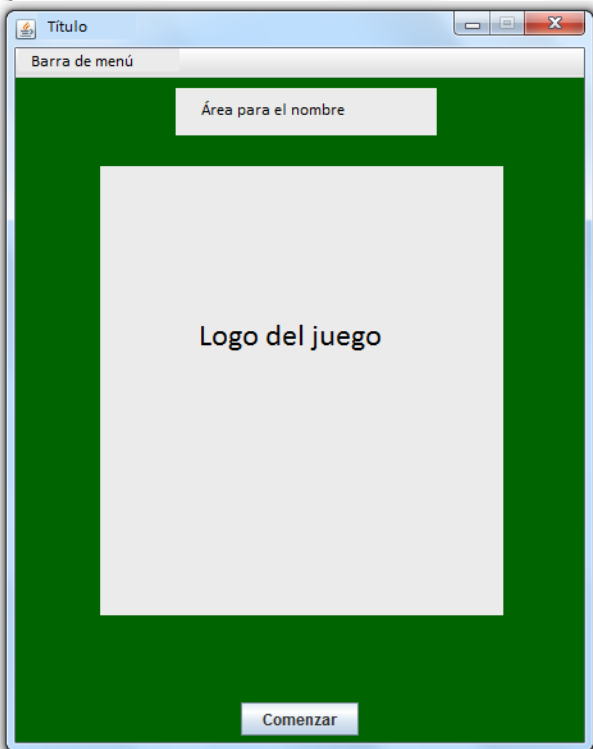 Título
Barra de menú
Área para el nombre
Logo del juego
Comenzar